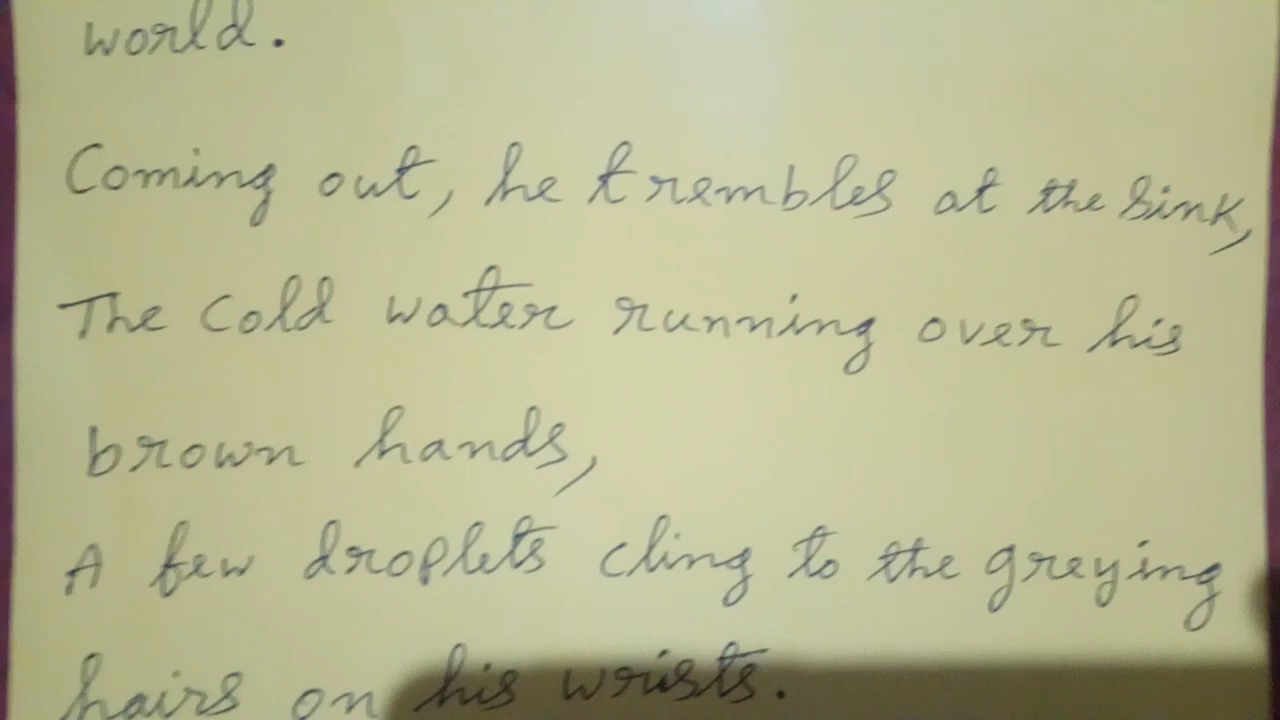 world.
Coming out, he trembles at the sink,
The cold water running over his
brown hands,
A few droplets cling to the greying
hairs on his wrists.